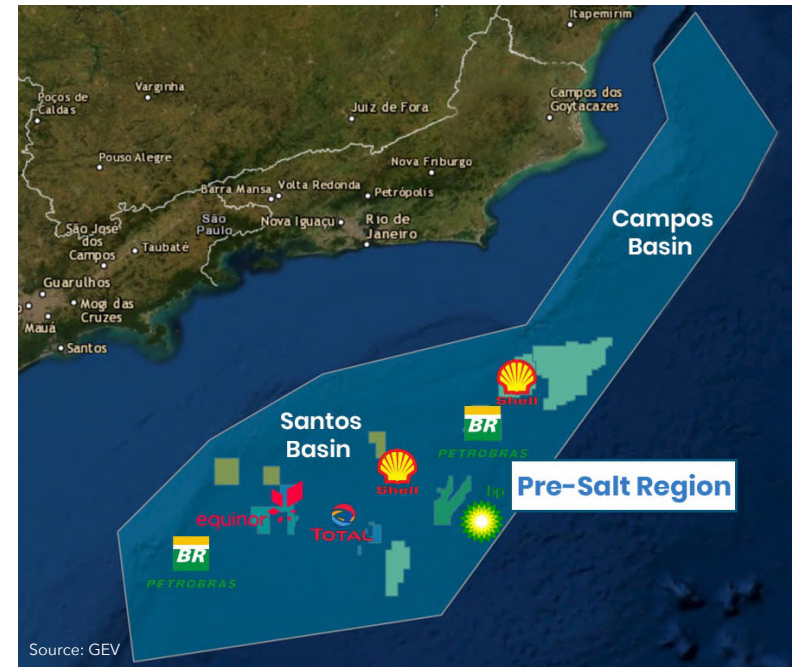 Itapemirim
Varginha
Poços de
Caldas
Juiz de Fora
Campos dos
Goytacazes
Pouso Alegre
Nova Friburgo
Barra Mansa
Volta Redonda
Petrópolis
São
Paulo
Nova Iguaçu
Rio de
Janeiro
São José
dos
Campos
Taubaté
Campos
Basin
Guarulhos
Mogi das
Cruzes
Mauá
Santos
Shell
Santos
Basin
BR
PETROBRAS
Shell
Pre-Salt Region
bp
equinor
TOTAL
BR
PETROBRAS
Source: GEV